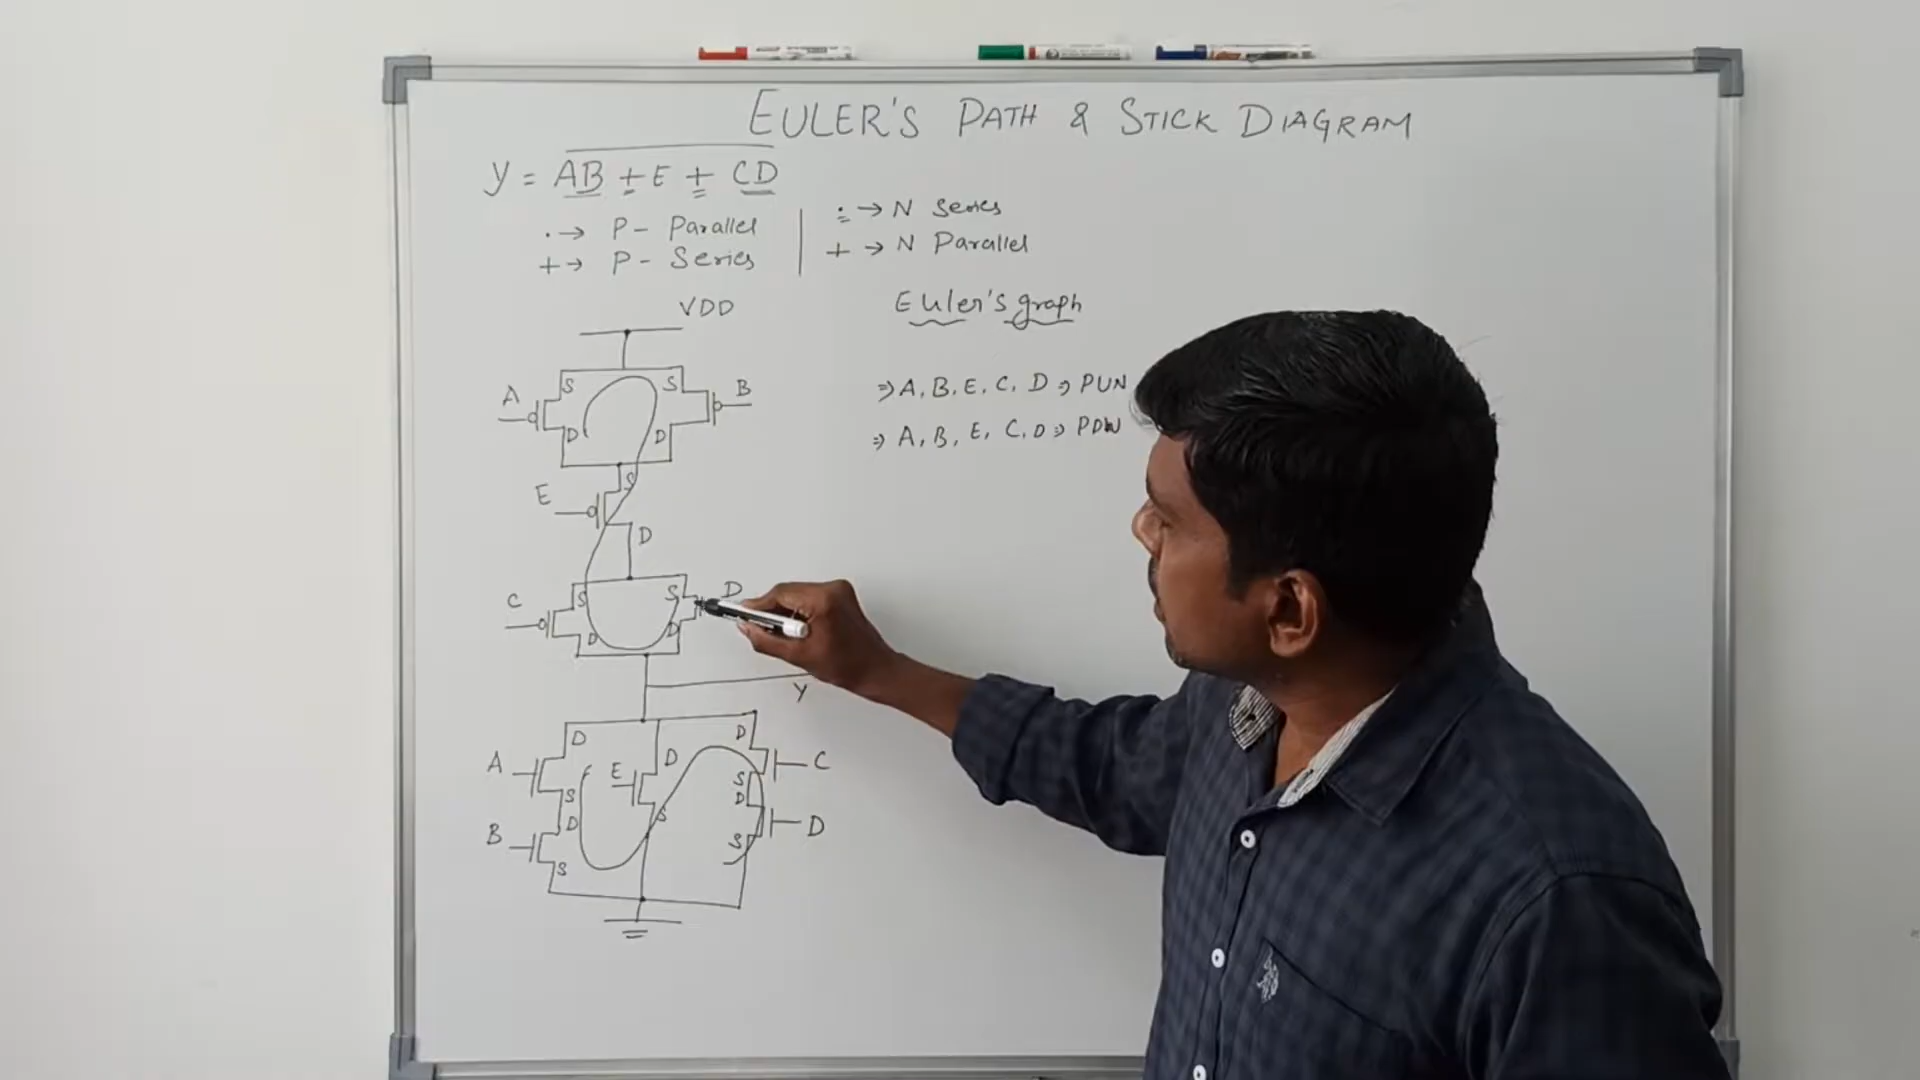 EULER'S PATH & STICK DIAGRAM
Y = AB + E + CD
. → P - Parallel
+ → P - Series
. → N Series
+ → N Parallel
VDD
Euler's graph
⇒ A, B, E, C, D ⇒ PUN
⇒ A, B, E, C, D ⇒ PDN
A S S B
D D
E S
D
C S S D
D D
Y
A D E D D C
S S S
D D D
B S S